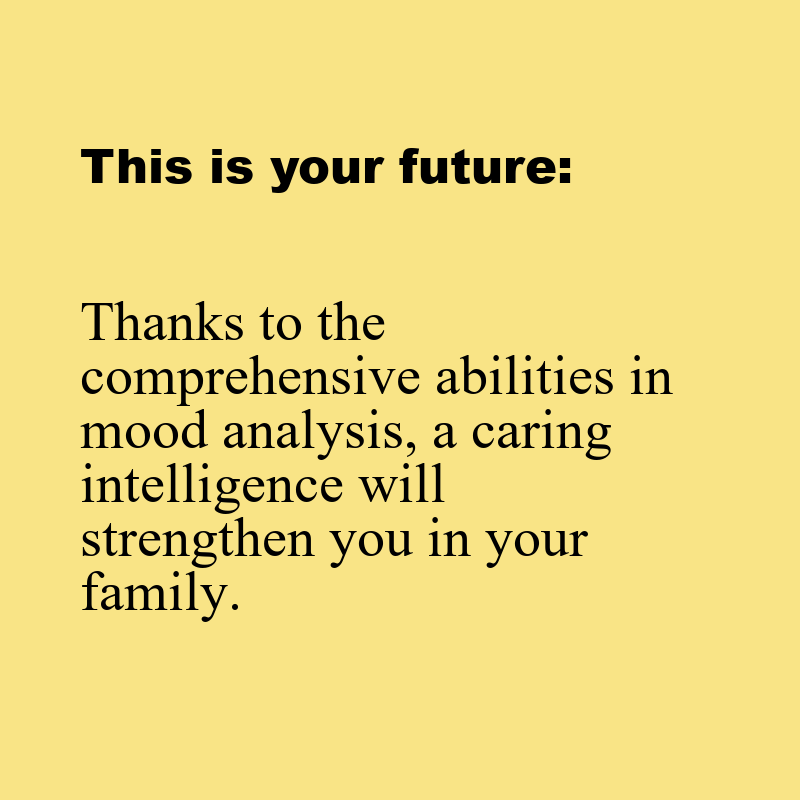 This is your future:
Thanks to the
comprehensive abilities in
mood analysis, a caring
intelligence will
strengthen you in your
family.